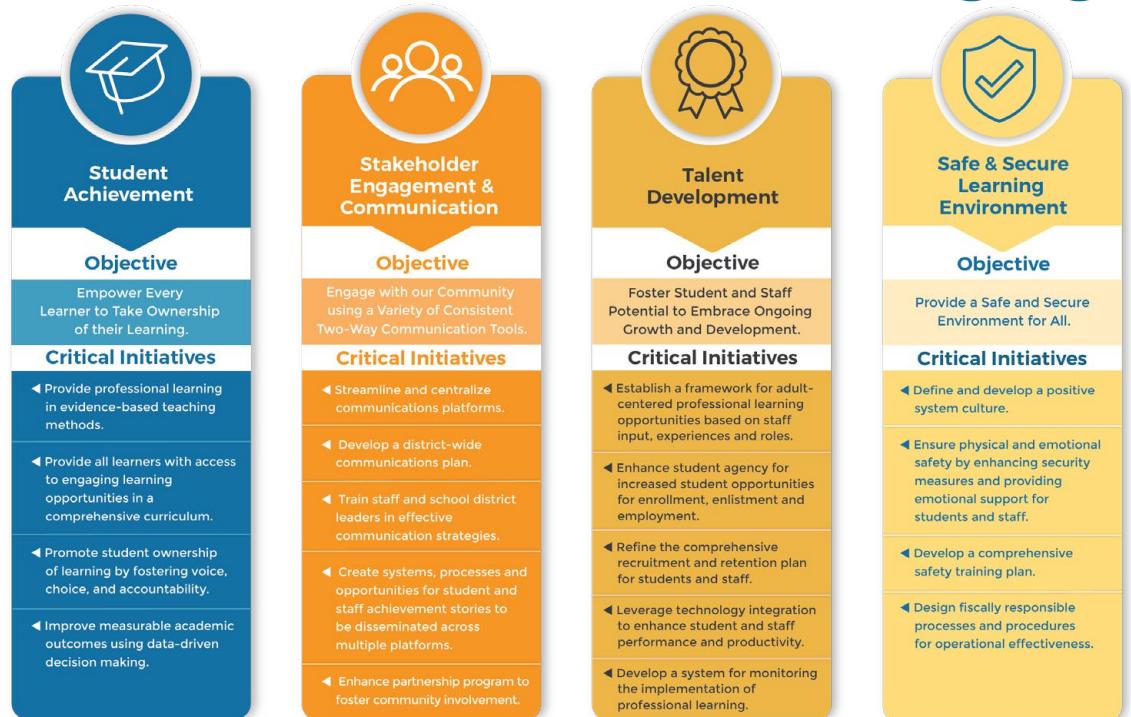 Student
Achievement
Objective
Empower Every
Learner to Take Ownership
of their Learning.
Critical Initiatives
◀ Provide professional learning
in evidence-based teaching
methods.
◀ Provide all learners with access
to engaging learning
opportunities in a
comprehensive curriculum.
◀ Promote student ownership
of learning by fostering voice,
choice, and accountability.
◀ Improve measurable academic
outcomes using data-driven
decision making.
Stakeholder
Engagement &
Communication
Objective
Engage with our Community
using a Variety of Consistent
Two-Way Communication Tools.
Critical Initiatives
◀ Streamline and centralize
communications platforms.
◀ Develop a district-wide
communications plan.
◀ Train staff and school district
leaders in effective
communication strategies.
◀ Create systems, processes and
opportunities for student and
staff achievement stories to
be disseminated across
multiple platforms.
◀ Enhance partnership program to
foster community involvement.
Talent
Development
Objective
Foster Student and Staff
Potential to Embrace Ongoing
Growth and Development.
Critical Initiatives
◀ Establish a framework for adult-
centered professional learning
opportunities based on staff
input, experiences and roles.
◀ Enhance student agency for
increased student opportunities
for enrollment, enlistment and
employment.
◀ Refine the comprehensive
recruitment and retention plan
for students and staff.
◀ Leverage technology integration
to enhance student and staff
performance and productivity.
◀ Develop a system for monitoring
the implementation of
professional learning.
Safe & Secure
Learning
Environment
Objective
Provide a Safe and Secure
Environment for All.
Critical Initiatives
◀ Define and develop a positive
system culture.
◀ Ensure physical and emotional
safety by enhancing security
measures and providing
emotional support for
students and staff.
◀ Develop a comprehensive
safety training plan.
◀ Design fiscally responsible
processes and procedures
for operational effectiveness.